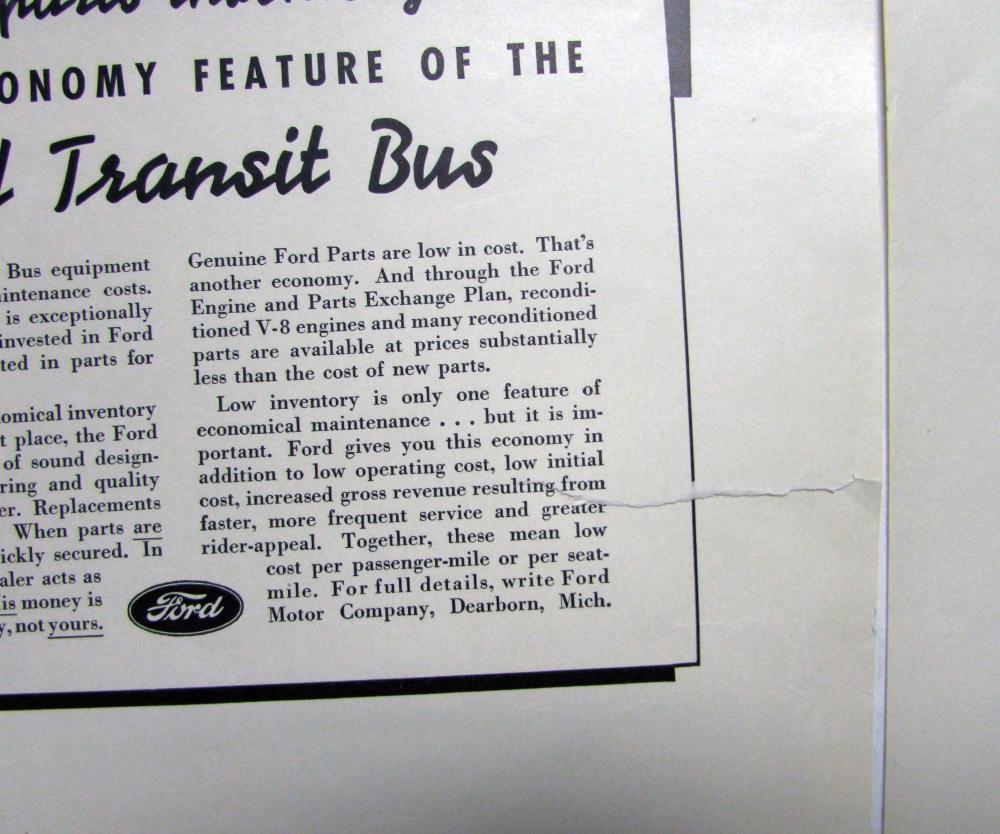 ONOMY FEATURE OF THE
Transit Bus
Bus equipment
aintenance costs.
is exceptionally
invested in Ford
ted in parts for
omical inventory
t place, the Ford
of sound design-
ring and quality
er. Replacements
When parts are
ickly secured. In
aler acts as
is money is
y, not yours.
Genuine Ford Parts are low in cost. That's
another economy. And through the Ford
Engine and Parts Exchange Plan, recondi-
tioned V-8 engines and many reconditioned
parts are available at prices substantially
less than the cost of new parts.
Low inventory is only one feature of
economical maintenance . . . but it is im-
portant. Ford gives you this economy in
addition to low operating cost, low initial
cost, increased gross revenue resulting from
faster, more frequent service and greater
rider-appeal. Together, these mean low
cost per passenger-mile or per seat-
mile. For full details, write Ford
Motor Company, Dearborn, Mich.
Ford